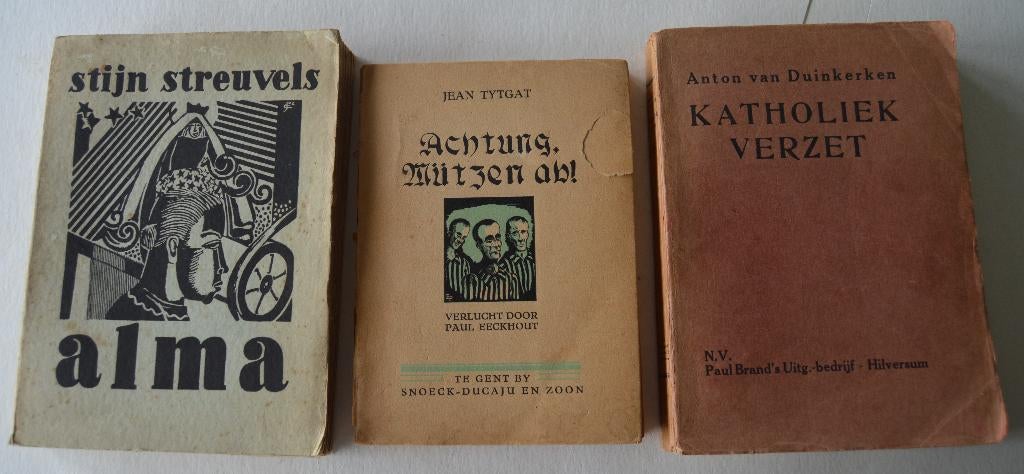 stijn streuvels
alma
JEAN TYTGAT
Achtung,
Mützen ab!
VERLUCHT DOOR
PAUL EECKHOUT
TE GENT BY
SNOECK-DUCAJU EN ZOON
Anton van Duinkerken
KATHOLIEK
VERZET
N.V.
Paul Brand's Uitg.-bedrijf - Hilversum